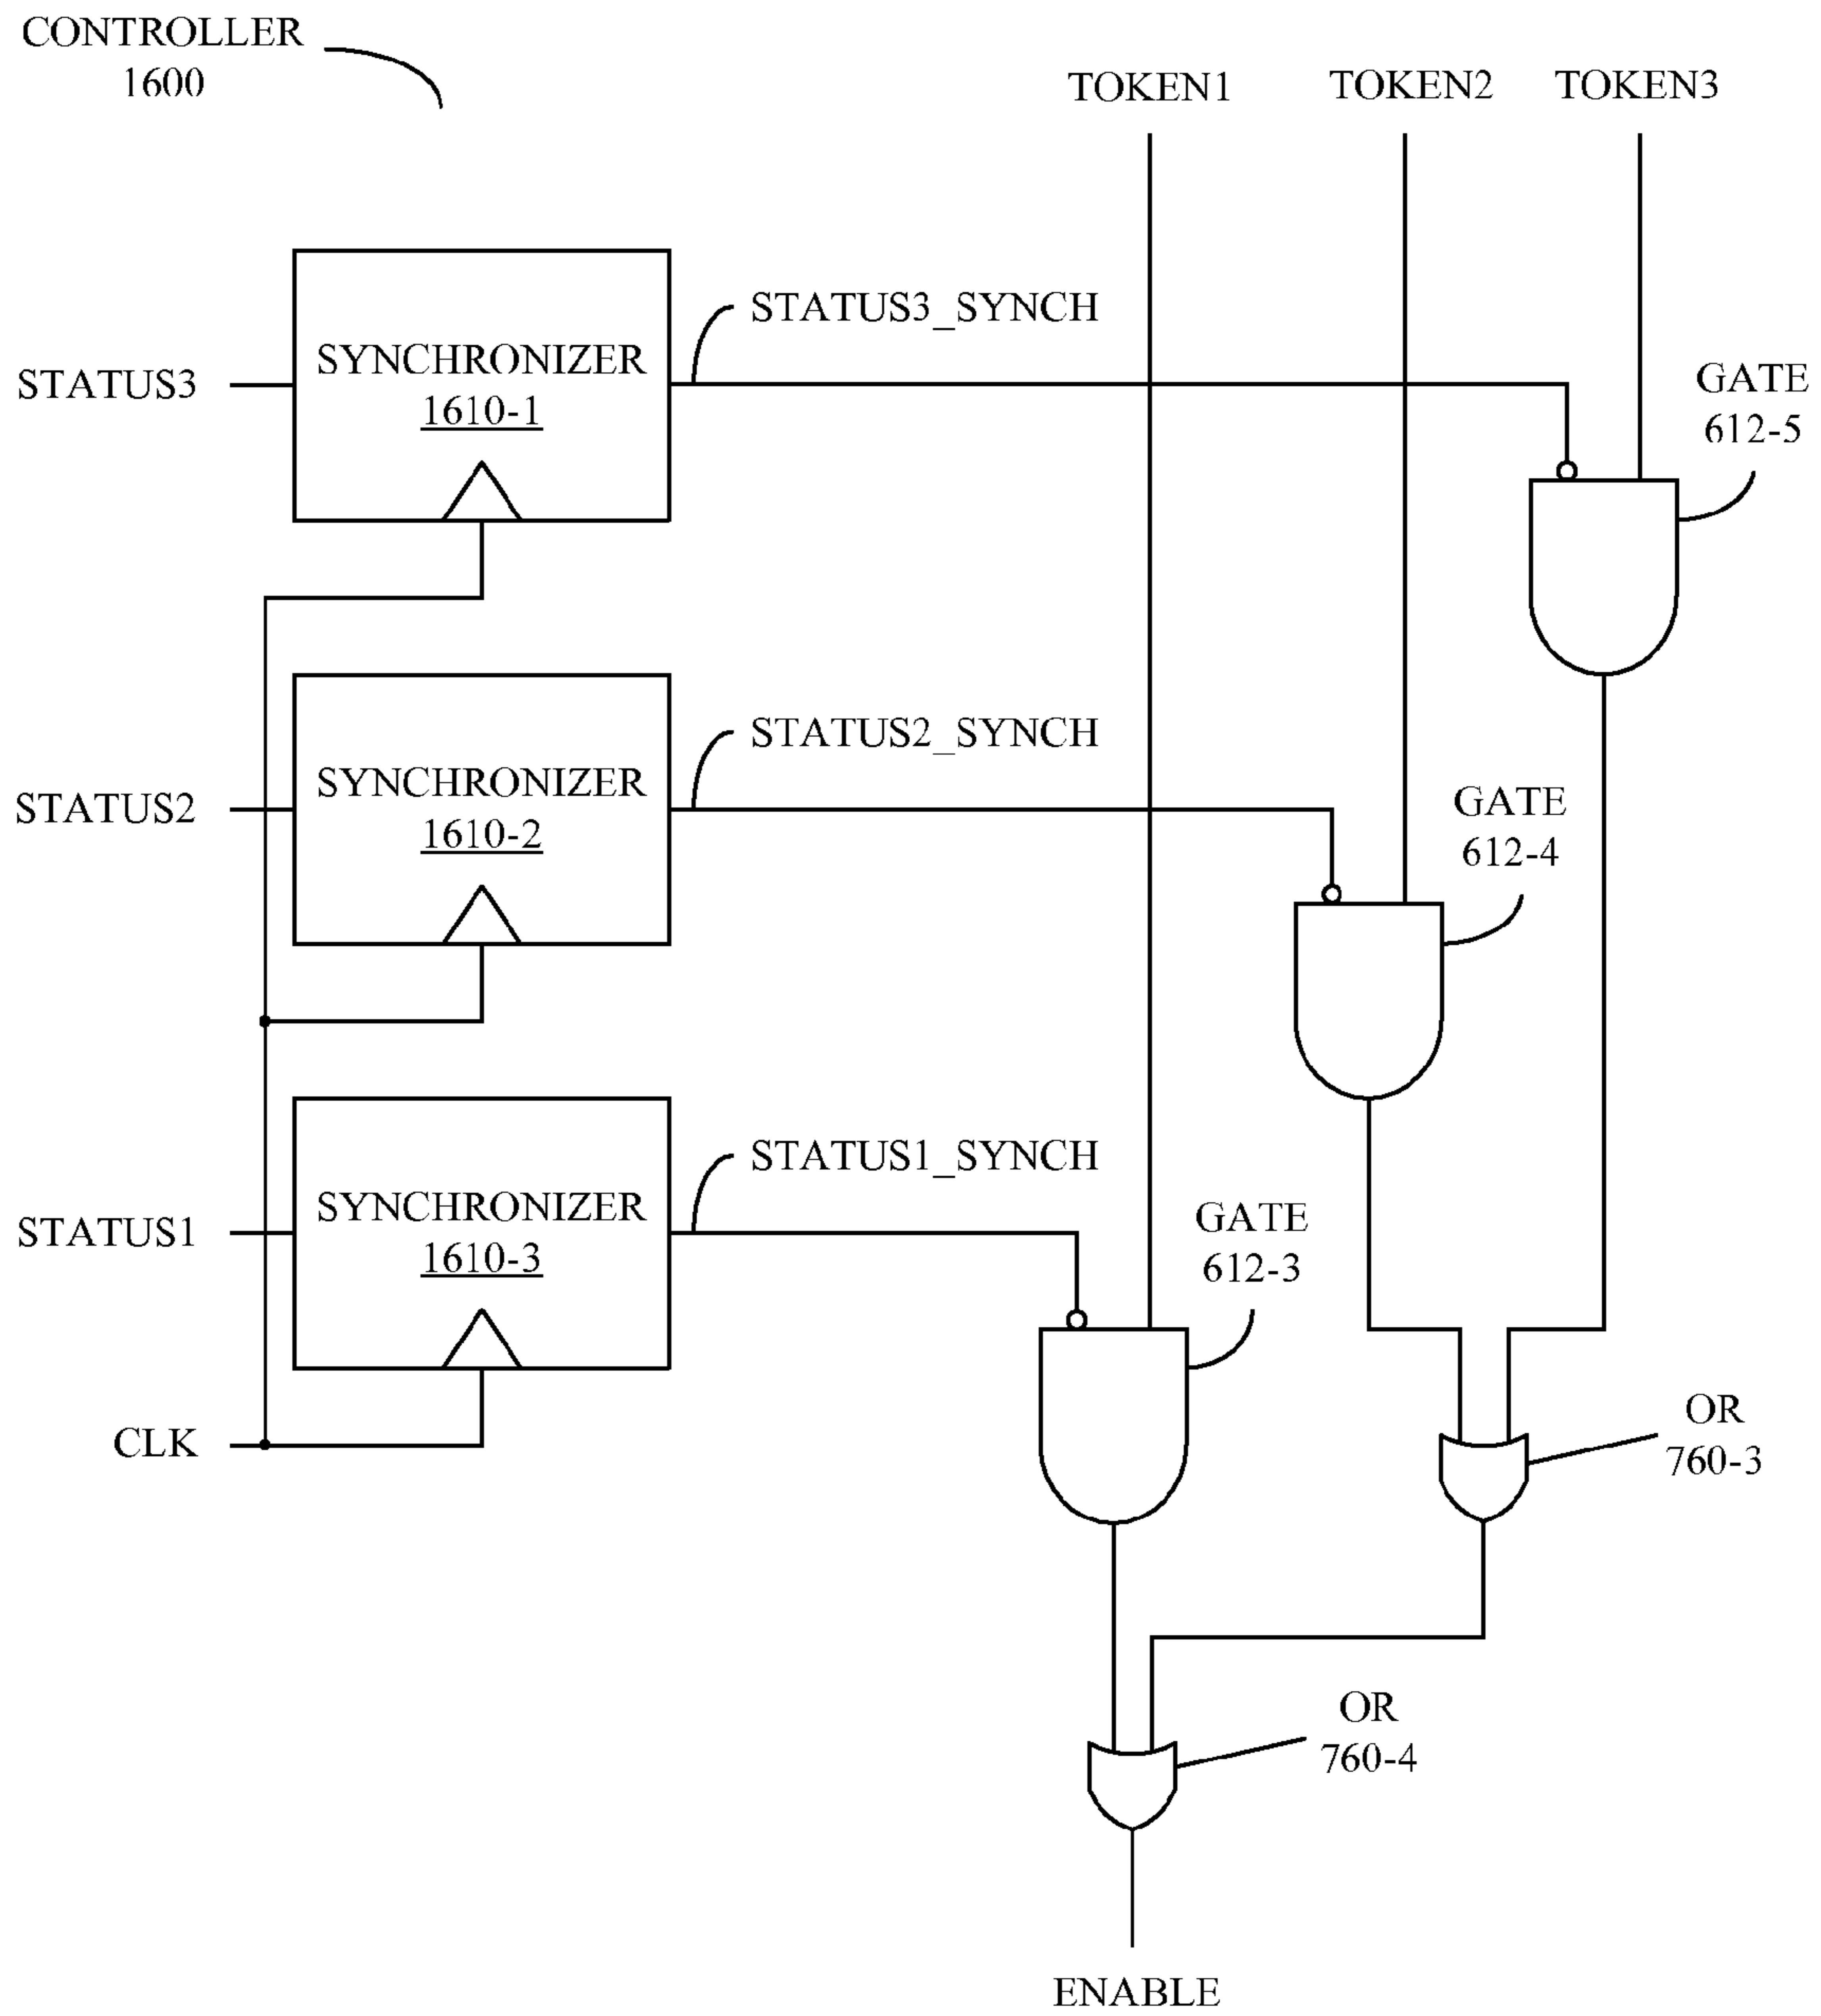 CONTROLLER
1600
TOKEN1
TOKEN2
TOKEN3
STATUS3_SYNCH
SYNCHRONIZER
1610-1
STATUS3
GATE
612-5
STATUS2_SYNCH
SYNCHRONIZER
1610-2
STATUS2
GATE
612-4
STATUS1_SYNCH
SYNCHRONIZER
1610-3
STATUS1
GATE
612-3
CLK
OR
760-3
OR
760-4
ENABLE